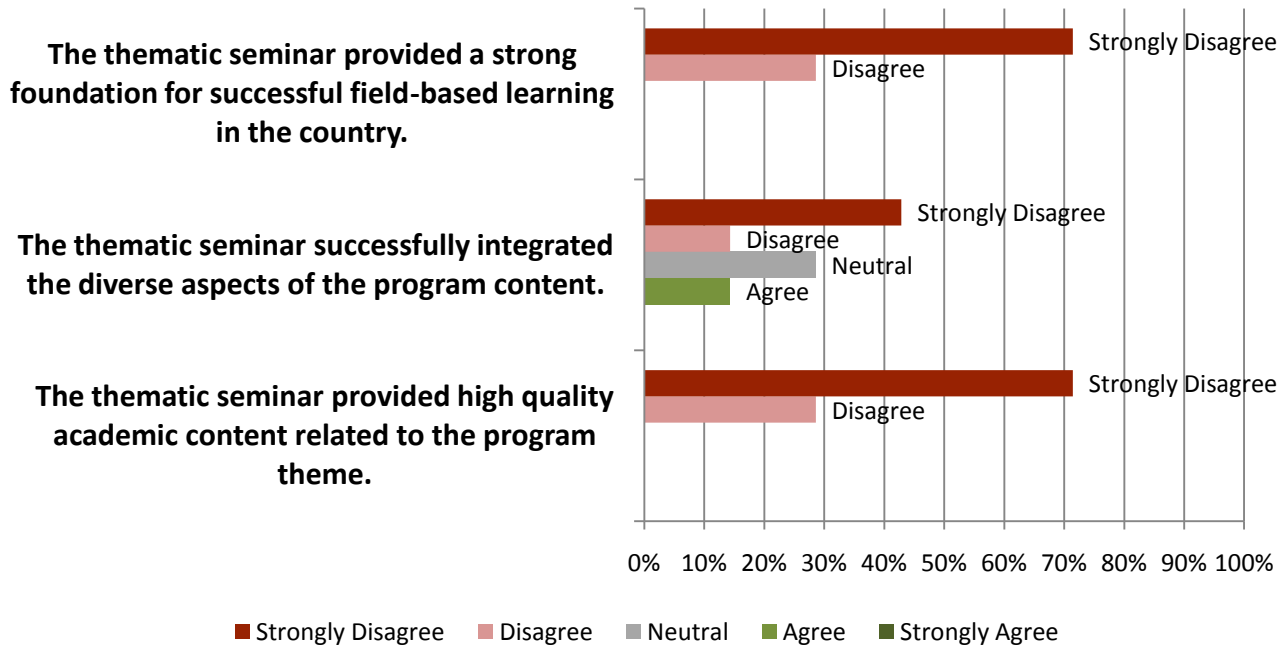 The thematic seminar provided a strong
foundation for successful field-based learning
in the country.
Strongly Disagree
Disagree
The thematic seminar successfully integrated
the diverse aspects of the program content.
Strongly Disagree
Disagree
Neutral
Agree
The thematic seminar provided high quality
academic content related to the program
theme.
Strongly Disagree
Disagree
0% 10% 20% 30% 40% 50% 60% 70% 80% 90% 100%
Strongly Disagree Disagree Neutral Agree Strongly Agree